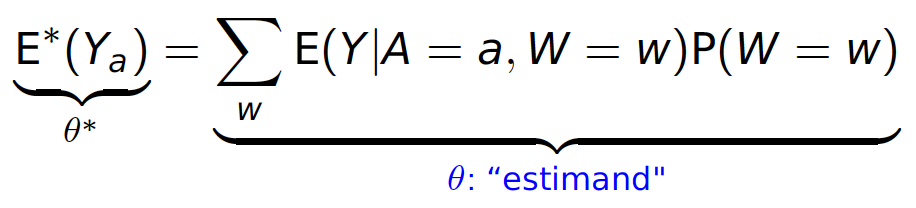 E*(Y_a) = ∑_w E(Y|A = a, W = w)P(W = w)
θ*
θ: “estimand"